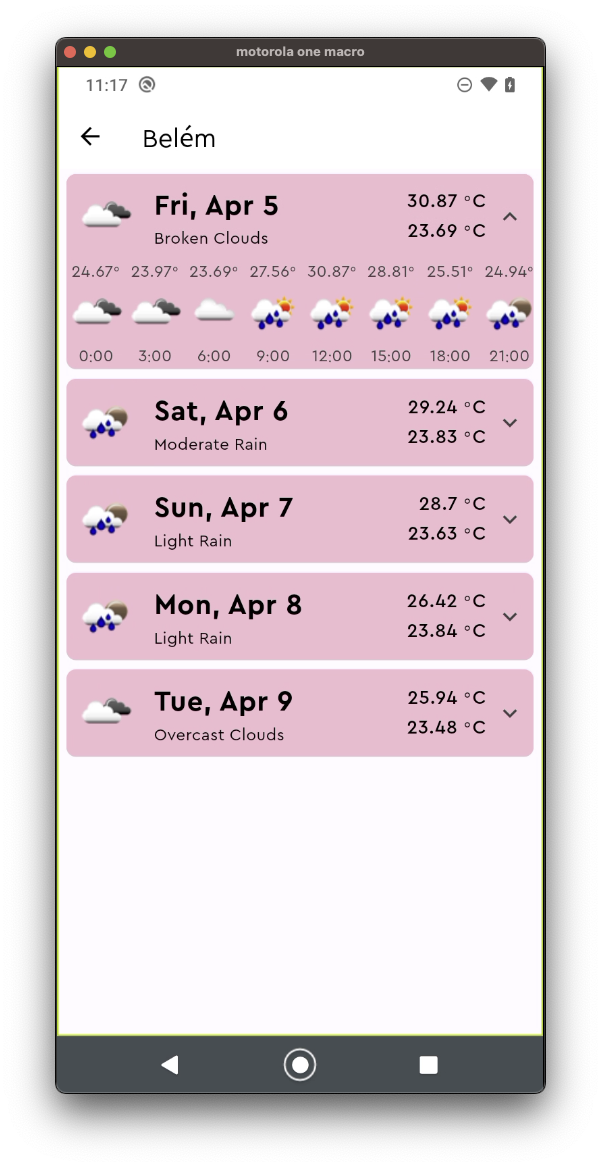 motorola one macro
11:17
Belém
Fri, Apr 5
30.87 °C
Broken Clouds
23.69 °C
24.67° 23.97° 23.69° 27.56° 30.87° 28.81° 25.51° 24.94°
0:00 3:00 6:00 9:00 12:00 15:00 18:00 21:00
Sat, Apr 6
29.24 °C
Moderate Rain
23.83 °C
Sun, Apr 7
28.7 °C
Light Rain
23.63 °C
Mon, Apr 8
26.42 °C
Light Rain
23.84 °C
Tue, Apr 9
25.94 °C
Overcast Clouds
23.48 °C